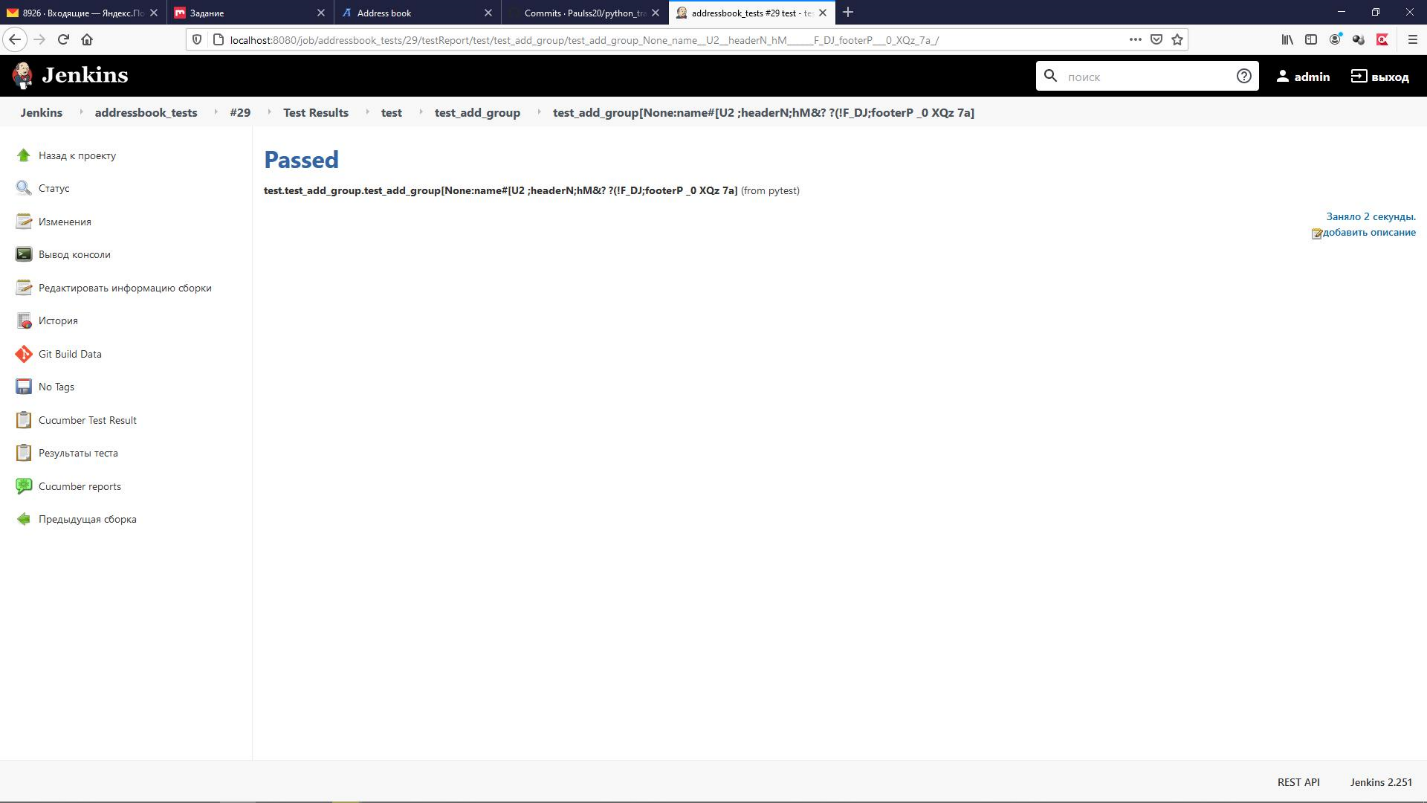 8926 · Входящие — Яндекс.По
Задание
Address book
Commits · Paulss20/python_tra
addressbook_tests #29 test - tes
localhost:8080/job/addressbook_tests/29/testReport/test/test_add_group/test_add_group_None_name__U2__headerN_hM______F_DJ_footerP___0_XQz_7a_/
Jenkins
поиск
admin
выход
Jenkins addressbook_tests #29 Test Results test test_add_group test_add_group[None:name#[U2 ;headerN;hM&? ?(!F_DJ;footerP _0 XQz 7a]
Назад к проекту
Статус
Изменения
Вывод консоли
Редактировать информацию сборки
История
Git Build Data
No Tags
Cucumber Test Result
Результаты теста
Cucumber reports
Предыдущая сборка
Passed
test.test_add_group.test_add_group[None:name#[U2 ;headerN;hM&? ?(!F_DJ;footerP _0 XQz 7a] (from pytest)
Заняло 2 секунды.
добавить описание
REST API
Jenkins 2.251